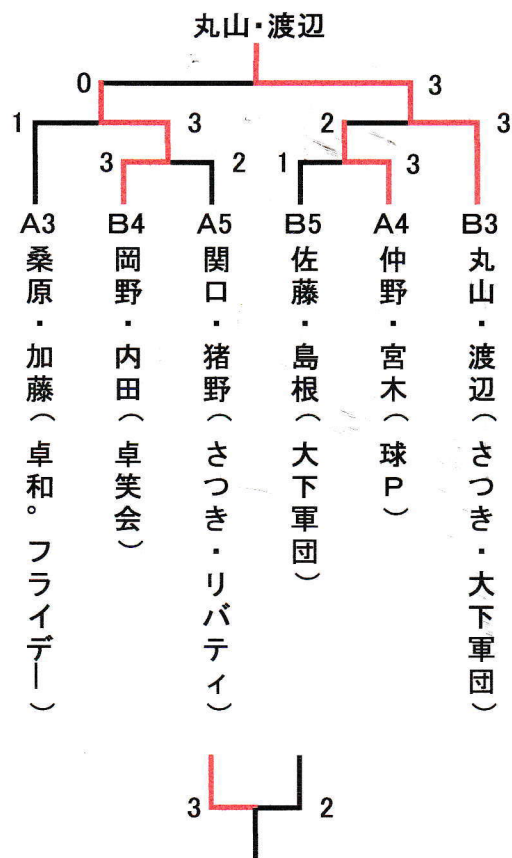 丸山・渡辺
0 3
1 3 2 3
3 2 1 3
A3 B4 A5 B5 A4 B3
桑原・加藤(卓和。フライデー)
岡野・内田(卓笑会)
関口・猪野(さつき・リバティ)
佐藤・島根(大下軍団)
仲野・宮木(球P)
丸山・渡辺(さつき・大下軍団)
3 2